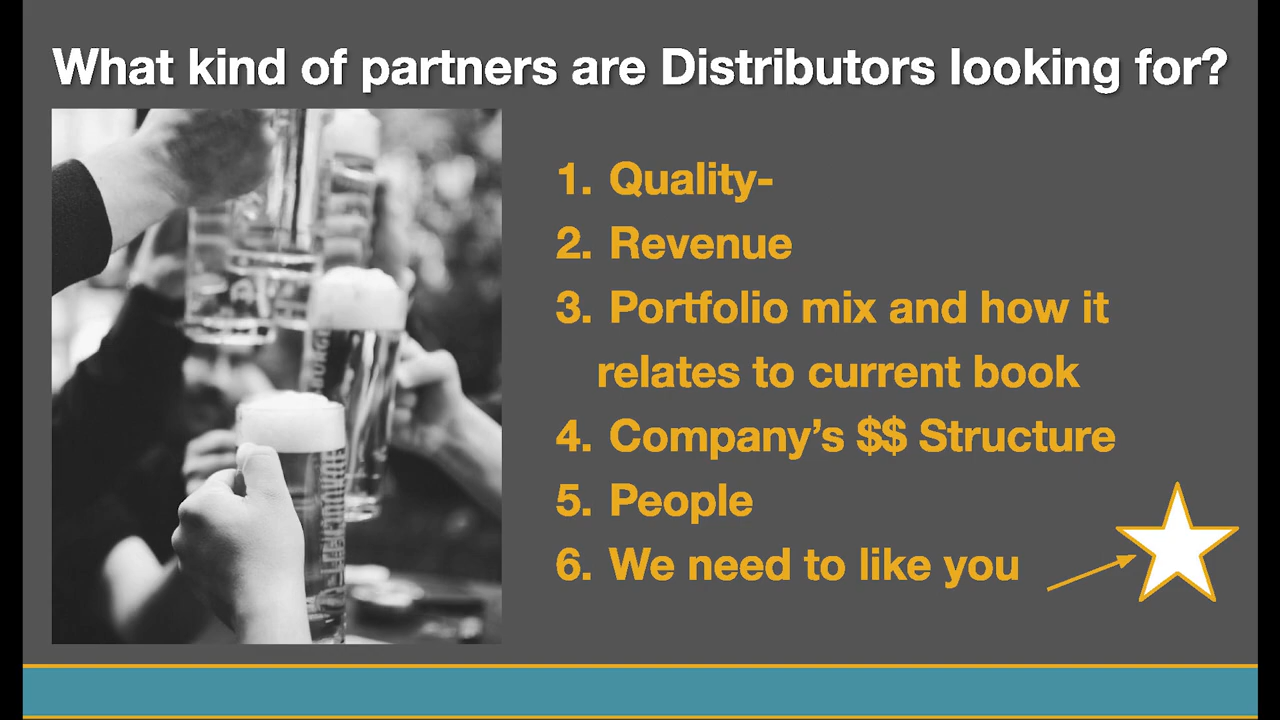 What kind of partners are Distributors looking for?
1. Quality-
2. Revenue
3. Portfolio mix and how it
relates to current book
4. Company’s $$ Structure
5. People
6. We need to like you